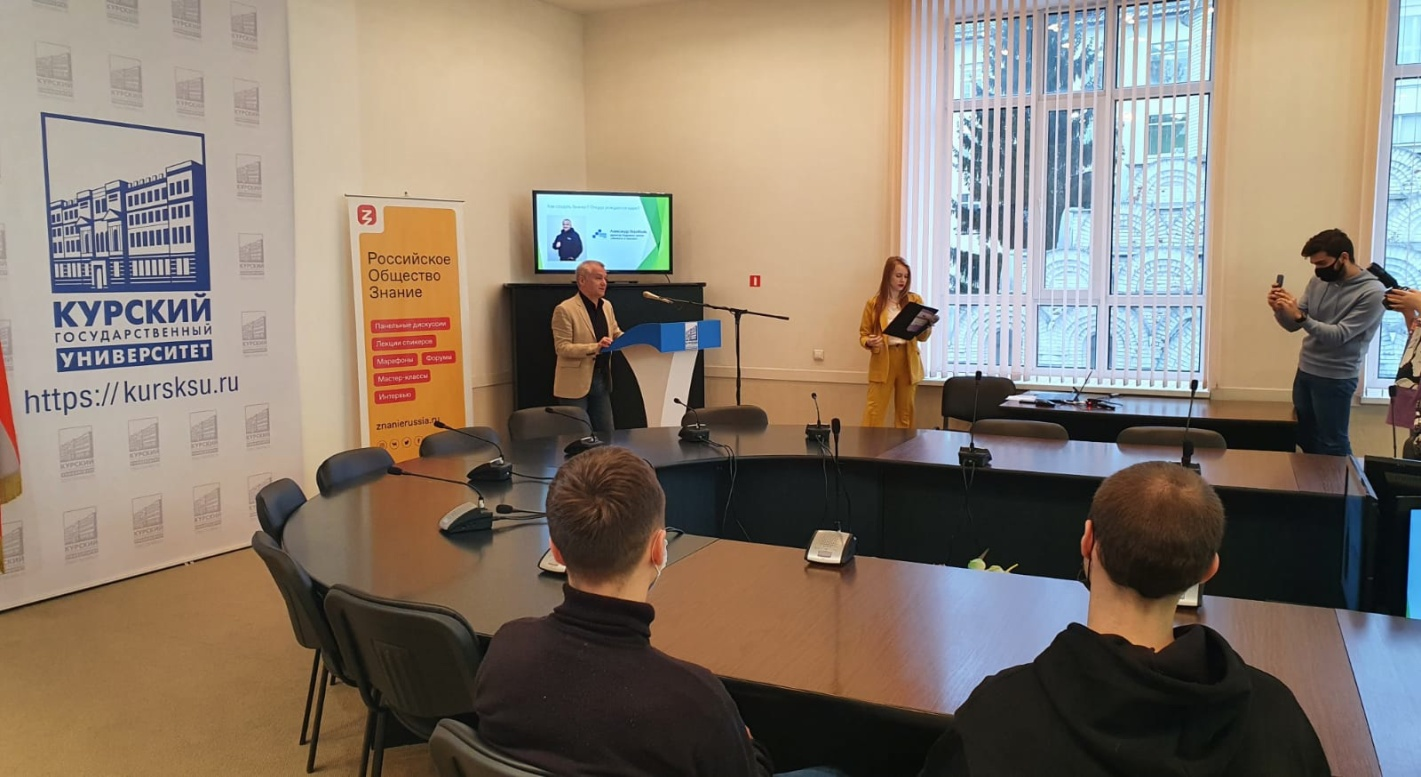 КУРСКИЙ
ГОСУДАРСТВЕННЫЙ
УНИВЕРСИТЕТ
https://kursksu.ru
Российское
Общество
Знание
Панельные дискуссии
Лекции спикеров
Марафоны Форумы
Мастер-классы
Интервью
znanierussia.ru
Александр